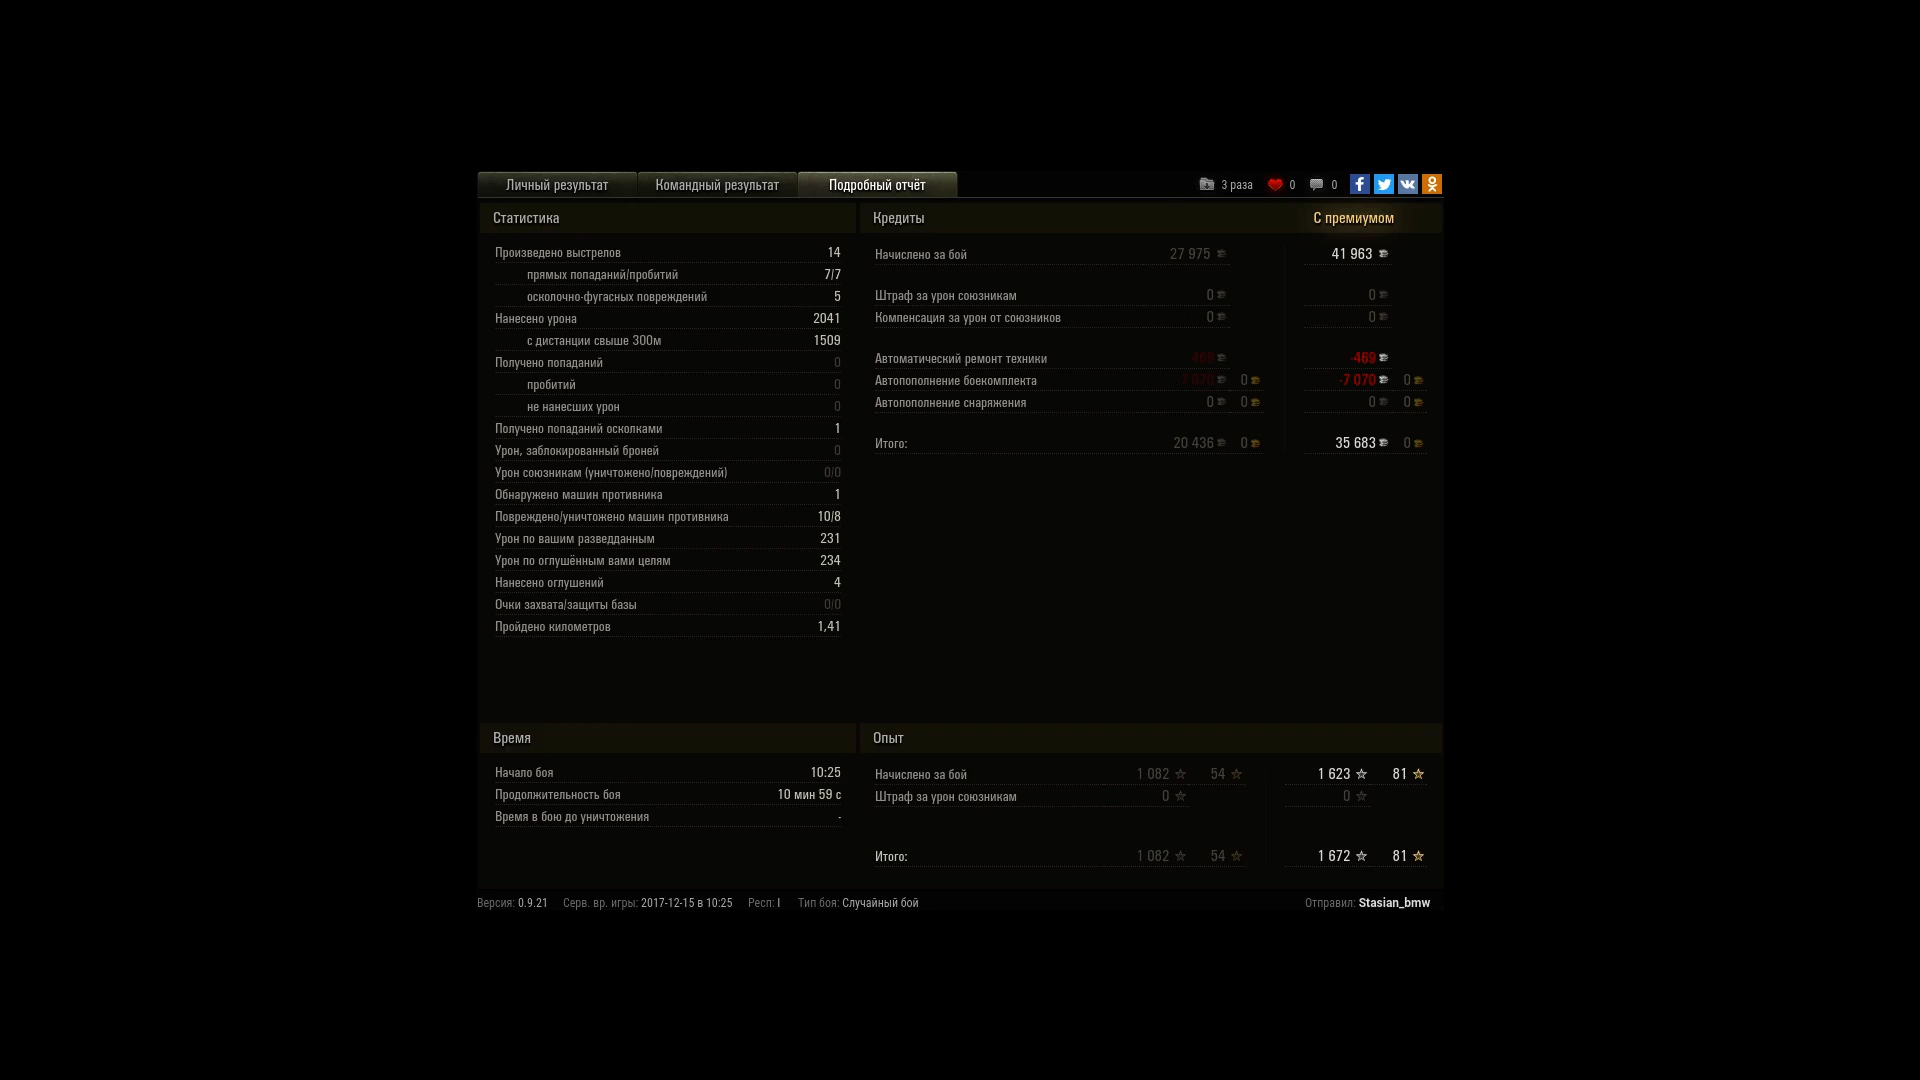 Личный результат Командный результат Подробный отчёт 3 раза 0 0
Статистика
Произведено выстрелов 14
прямых попаданий/пробитий 7/7
осколочно-фугасных повреждений 5
Нанесено урона 2041
с дистанции свыше 300м 1509
Получено попаданий 0
пробитий 0
не нанесших урон 0
Получено попаданий осколками 1
Урон, заблокированный броней 0
Урон союзникам (уничтожено/повреждений) 0/0
Обнаружено машин противника 1
Повреждено/уничтожено машин противника 10/8
Урон по вашим разведданным 231
Урон по оглушённым вами целям 234
Нанесено оглушений 4
Очки захвата/защиты базы 0/0
Пройдено километров 1,41
Кредиты С премиумом
Начислено за бой 27 975 41 963
Штраф за урон союзникам 0 0
Компенсация за урон от союзников 0 0
Автоматический ремонт техники -469 -469
Автопополнение боекомплекта -7 070 0 -7 070 0
Автопополнение снаряжения 0 0 0 0
Итого: 20 436 0 35 683 0
Время
Начало боя 10:25
Продолжительность боя 10 мин 59 с
Время в бою до уничтожения -
Опыт
Начислено за бой 1 082 54 1 623 81
Штраф за урон союзникам 0 0
Итого: 1 082 54 1 672 81
Версия: 0.9.21 Серв. вр. игры: 2017-12-15 в 10:25 Респ: I Тип боя: Случайный бой Отправил: Stasian_bmw